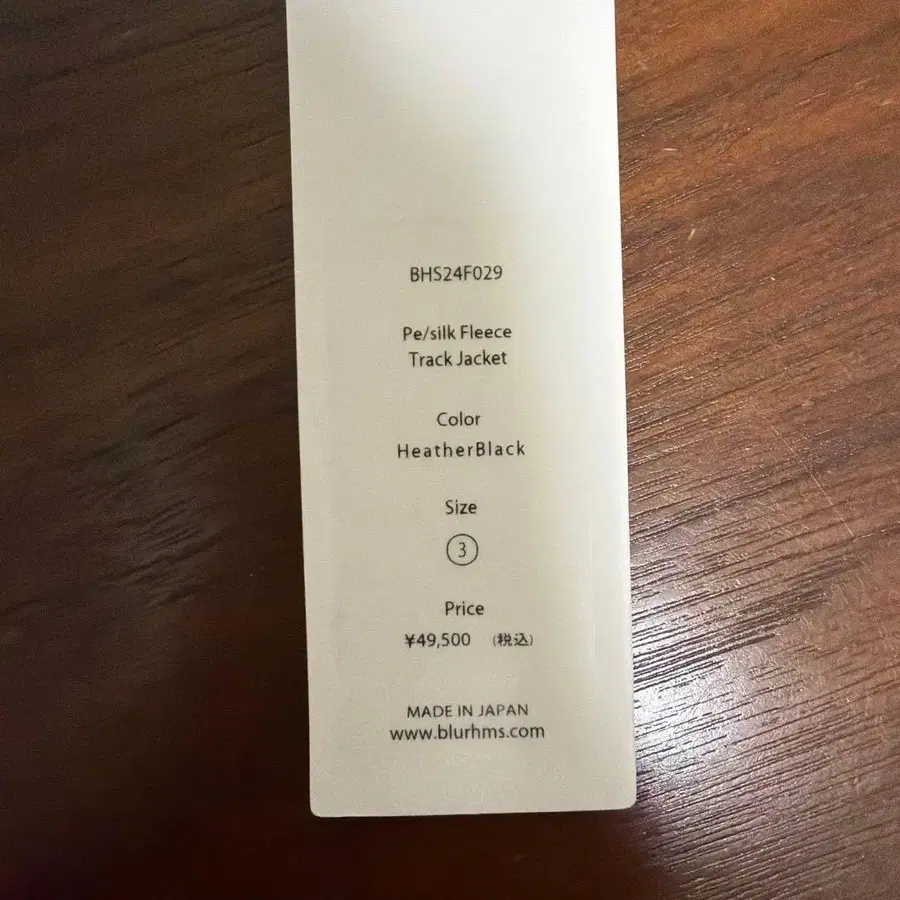 BHS24F029
Pe/silk Fleece
Track Jacket
Color
HeatherBlack
Size
3
Price
¥49,500 (税込)
MADE IN JAPAN
www.blurhms.com